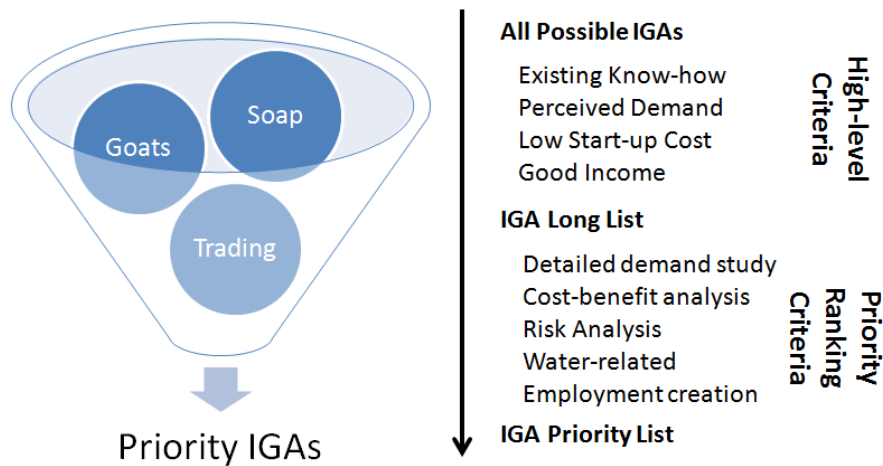 Goats
Soap
Trading
Priority IGAs
All Possible IGAs
Existing Know-how
Perceived Demand
Low Start-up Cost
Good Income
High-level
Criteria
IGA Long List
Detailed demand study
Cost-benefit analysis
Risk Analysis
Water-related
Employment creation
Priority
Ranking
Criteria
IGA Priority List